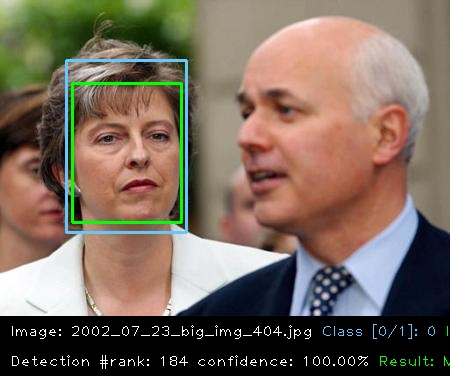 Image: 2002_07_23_big_img_404.jpg Class [0/1]: 0
Detection #rank: 184 confidence: 100.00% Result: